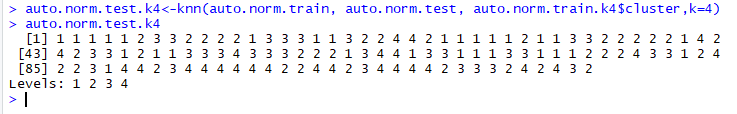 > auto.norm.test.k4<-knn(auto.norm.train, auto.norm.test, auto.norm.train.k4$cluster,k=4)
> auto.norm.test.k4
[1] 1 1 1 1 1 2 3 3 2 2 2 2 1 3 3 3 1 1 3 2 2 4 4 2 1 1 1 1 1 2 1 1 3 3 2 2 2 2 2 1 4 2
[43] 4 2 3 3 1 2 1 1 3 3 3 4 3 3 3 2 2 2 1 3 4 4 1 3 3 1 1 3 3 1 1 1 2 2 2 4 3 3 1 2 4
[85] 2 2 3 1 4 4 2 3 4 4 4 4 4 4 2 2 4 4 2 3 4 4 4 4 2 3 3 3 2 4 2 4 3 2
Levels: 1 2 3 4
>